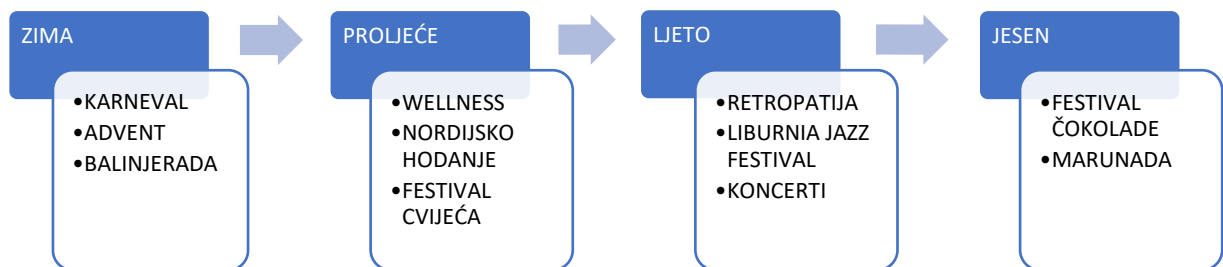 ZIMA
•KARNEVAL
•ADVENT
•BALINJERADA
PROLJEĆE
•WELLNESS
•NORDIJSKO
HODANJE
•FESTIVAL
CVIJEĆA
LJETO
•RETROPATIJA
•LIBURNIA JAZZ
FESTIVAL
•KONCERTI
JESEN
•FESTIVAL
ČOKOLADE
•MARUNADA